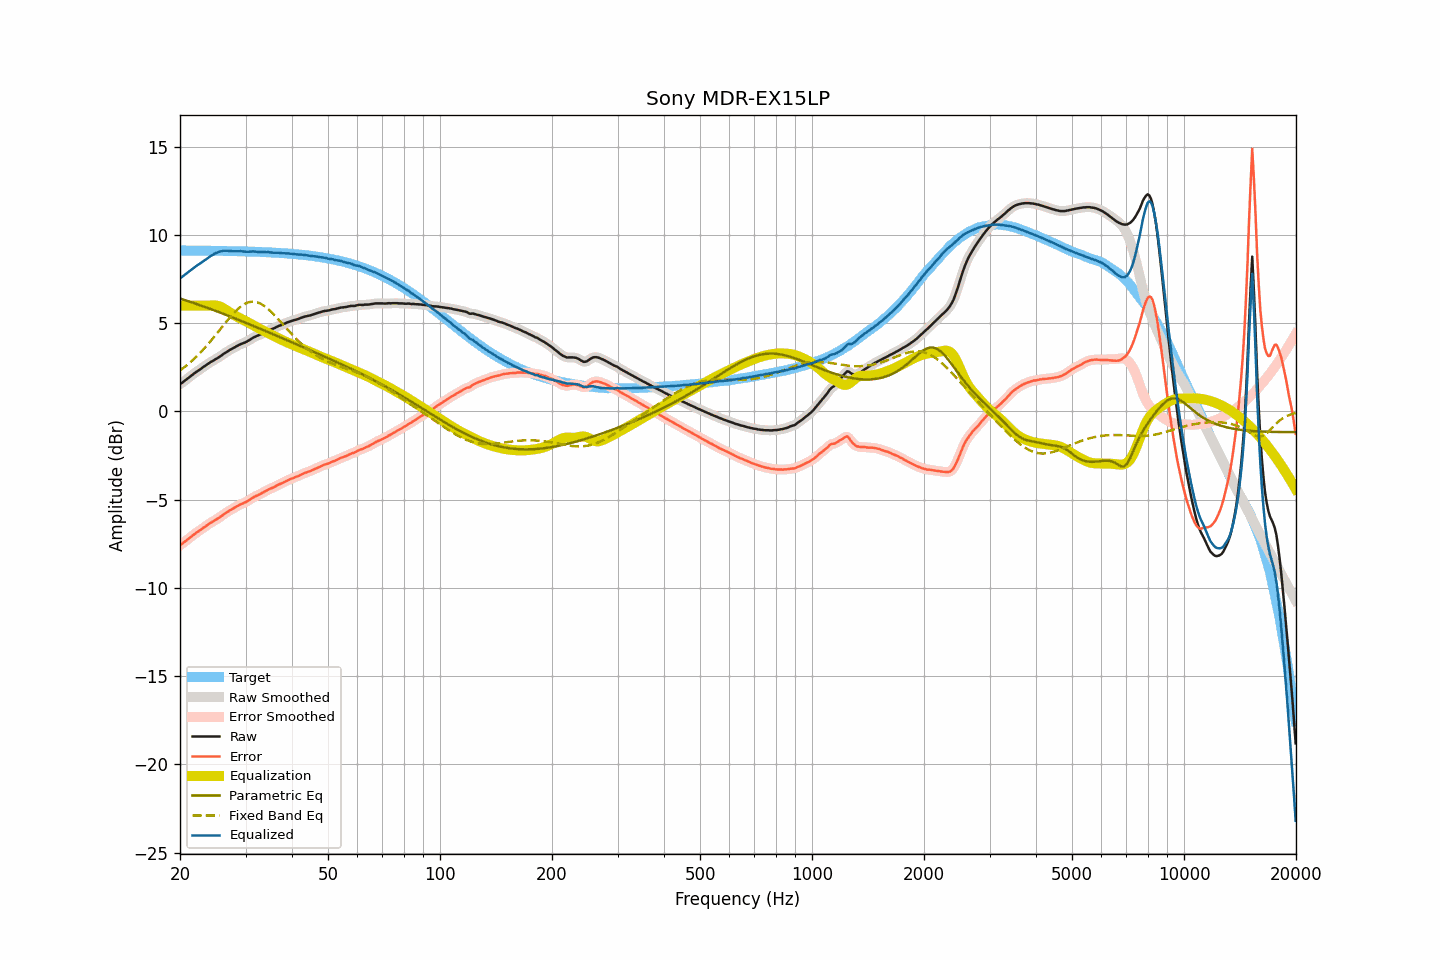 Sony MDR-EX15LP
Amplitude (dBr)
15
10
5
0
−5
−10
−15
−20
−25
Target
Raw Smoothed
Error Smoothed
Raw
Error
Equalization
Parametric Eq
Fixed Band Eq
Equalized
20 50 100 200 500 1000 2000 5000 10000 20000
Frequency (Hz)